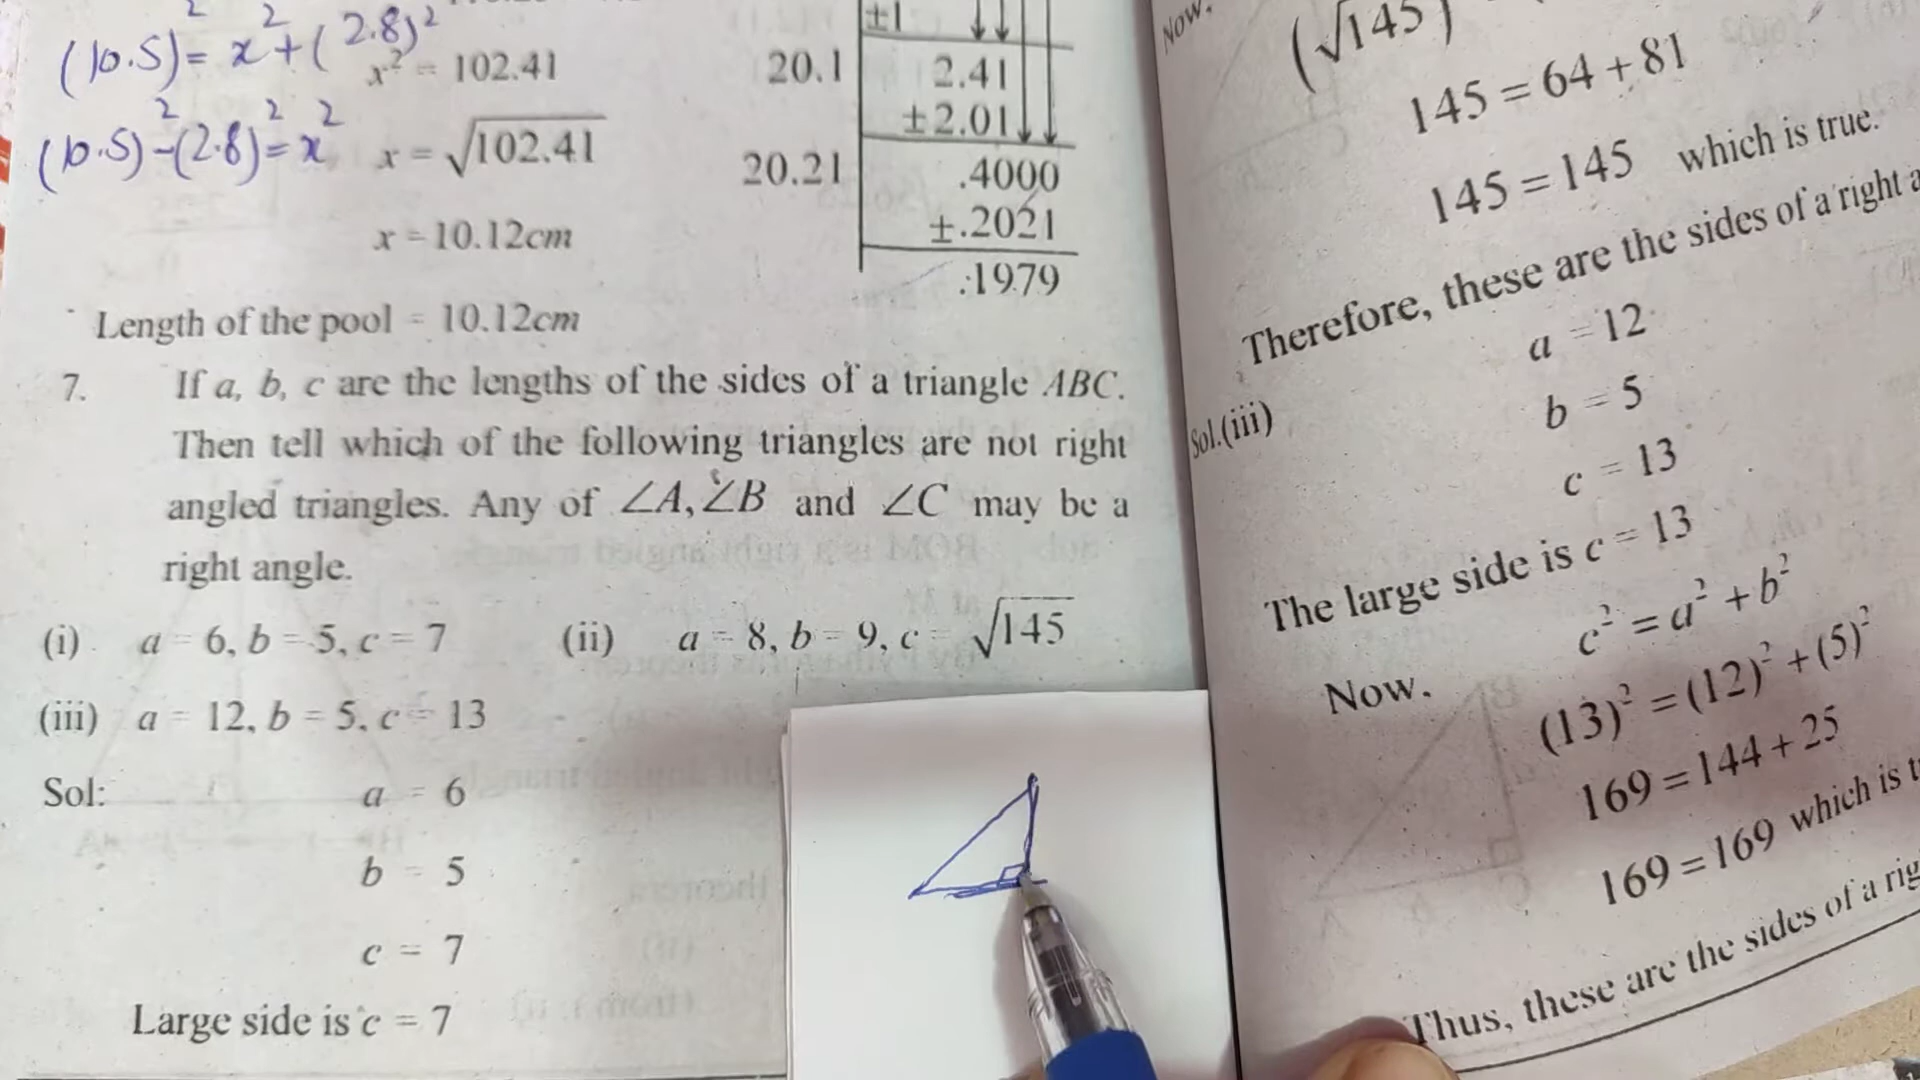 (10.5)² = x² + (2.8)²
x² = 102.41
(10.5)² - (2.8)² = x²
x = √102.41
x = 10.12cm
Length of the pool = 10.12cm
±1
20.1 2.41
±2.01
20.21 .4000
±.2021
.1979
7. If a, b, c are the lengths of the sides of a triangle ABC.
Then tell which of the following triangles are not right
angled triangles. Any of ∠A, ∠B and ∠C may be a
right angle.
(i) a = 6, b = 5, c = 7 (ii) a = 8, b = 9, c = √145
(iii) a = 12, b = 5, c = 13
Sol: a = 6
b = 5
c = 7
Large side is c = 7
Now,
(√145)
145 = 64 + 81
145 = 145 which is true.
Therefore, these are the sides of a right
Sol.(iii) a = 12
b = 5
c = 13
The large side is c = 13
c² = a² + b²
Now, (13)² = (12)² + (5)²
169 = 144 + 25
169 = 169 which is
Thus, these are the sides of a